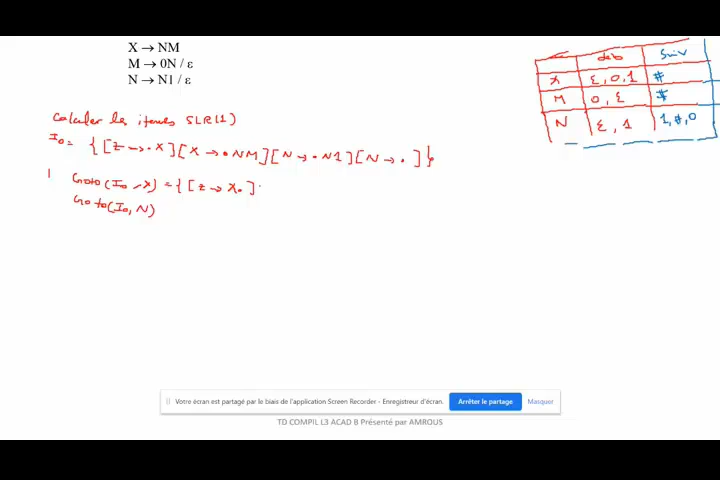 X → NM
M → 0N / ε
N → N1 / ε
deb Suiv
X ε, 0, 1 #
M 0, ε #
N ε, 1 1, #, 0
Calculer les items SLR(1)
I0 = { [Z → .X] [X → .NM] [N → .N1] [N → .] }
Goto(I0, X) = { [Z → X.]
Goto(I0, N)
Votre écran est partagé par le biais de l'application Screen Recorder - Enregistreur d'écran. Arrêter le partage Masquer
TD COMPIL L3 ACAD B Présenté par AMROUS